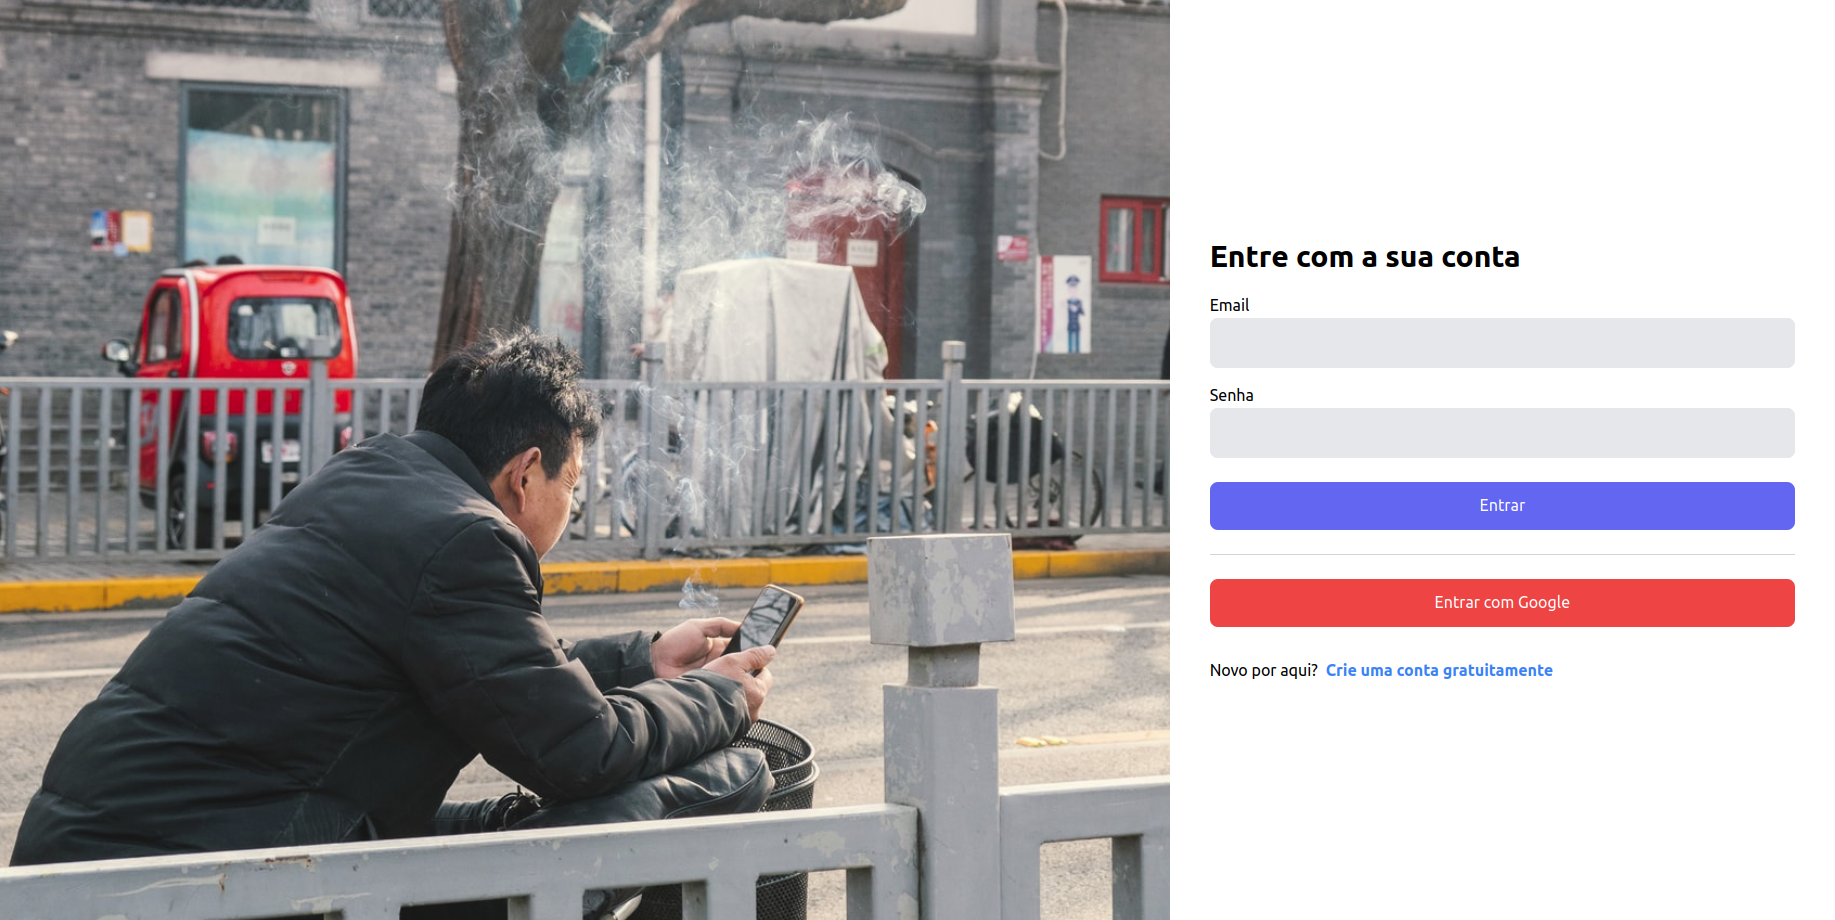 Entre com a sua conta
Email
Senha
Entrar
Entrar com Google
Novo por aqui? Crie uma conta gratuitamente